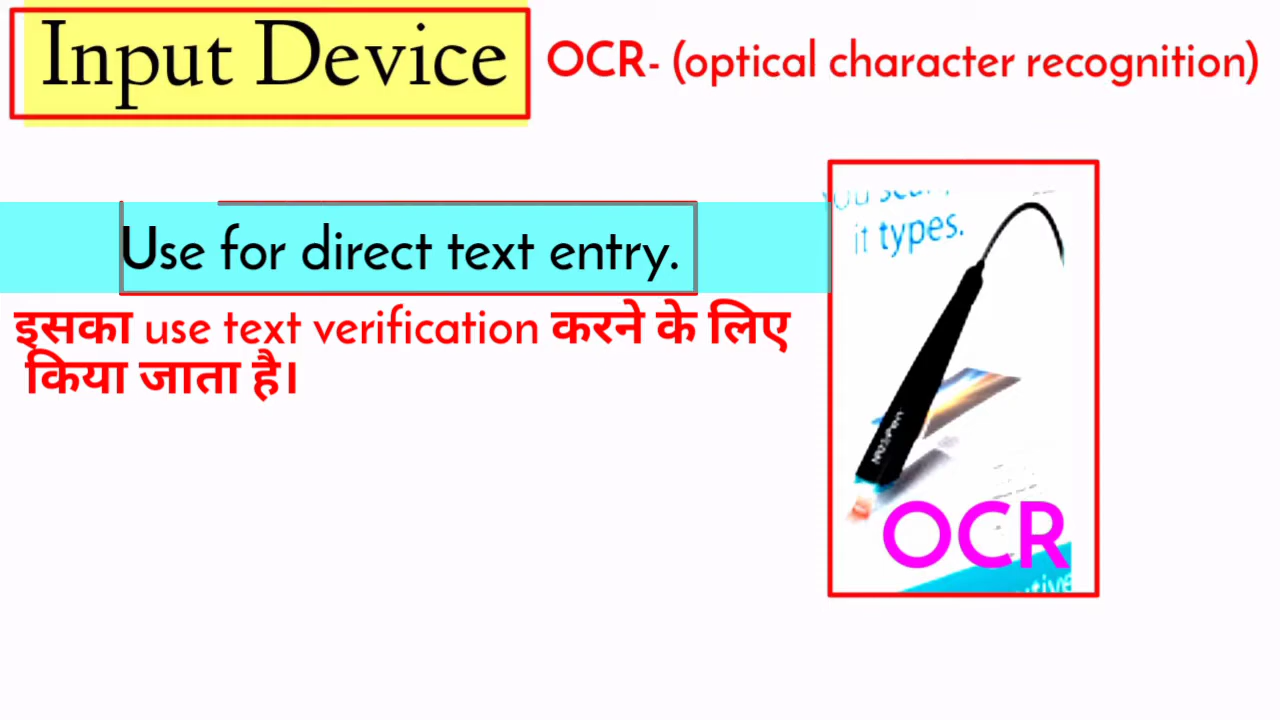 Input Device
OCR- (optical character recognition)
Use for direct text entry.
इसका use text verification करने के लिए
किया जाता है।
it types.
OCR